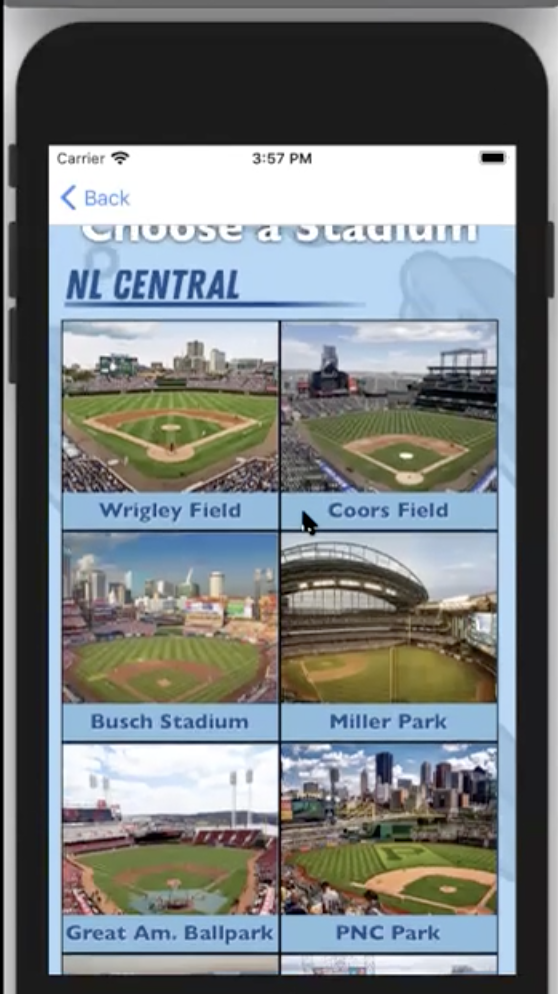 Carrier 3:57 PM
Back
Choose a Stadium
NL CENTRAL
Wrigley Field Coors Field
Busch Stadium Miller Park
Great Am. Ballpark PNC Park